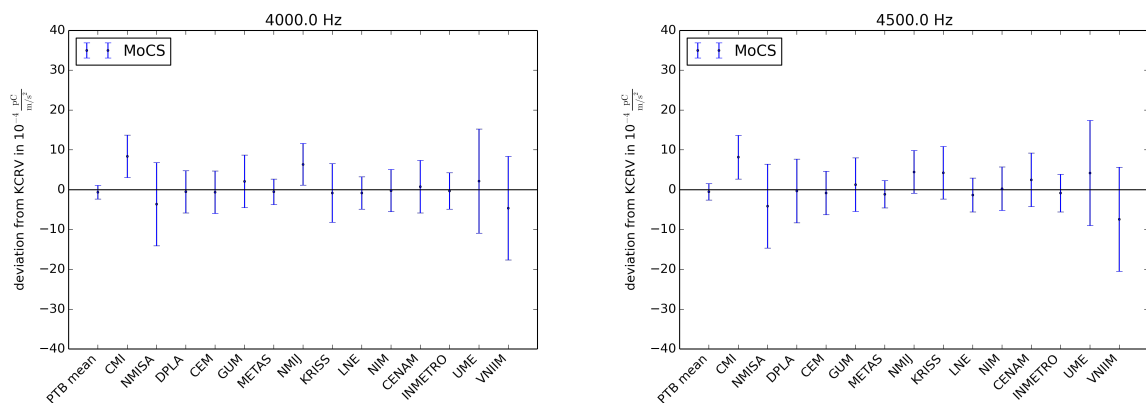 4000.0 Hz
MoCS
deviation from KCRV in 10⁻⁴ pC/m/s²
40
30
20
10
0
−10
−20
−30
−40
PTB mean
CMI
NMISA
DPLA
CEM
GUM
METAS
NMIJ
KRISS
LNE
NIM
CENAM
INMETRO
UME
VNIIM
4500.0 Hz
MoCS
deviation from KCRV in 10⁻⁴ pC/m/s²
40
30
20
10
0
−10
−20
−30
−40
PTB mean
CMI
NMISA
DPLA
CEM
GUM
METAS
NMIJ
KRISS
LNE
NIM
CENAM
INMETRO
UME
VNIIM